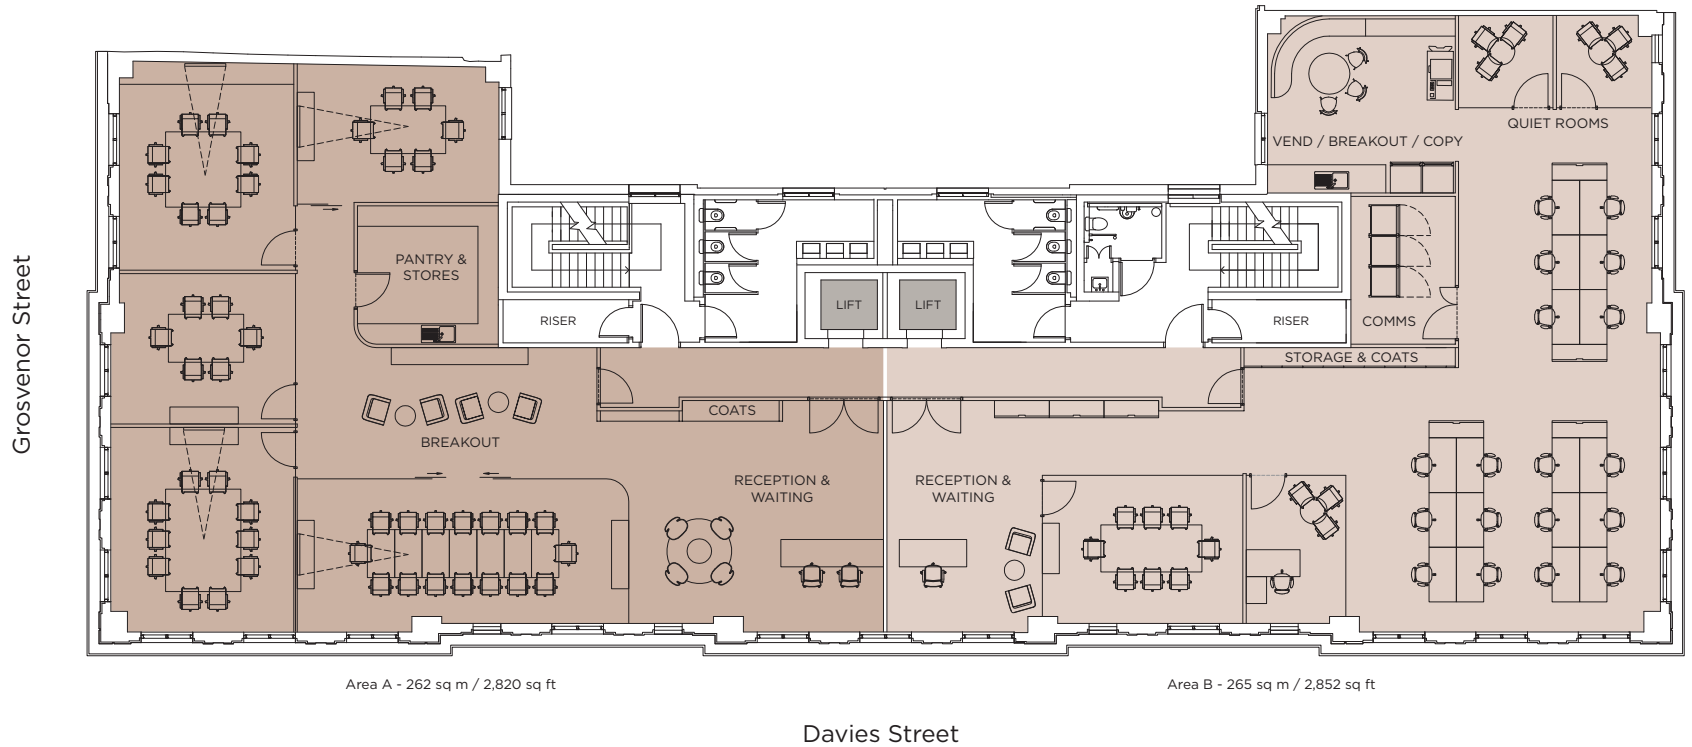 QUIET ROOMS
VEND / BREAKOUT / COPY
PANTRY &
STORES
LIFT
LIFT
RISER
RISER
COMMS
STORAGE & COATS
COATS
BREAKOUT
RECEPTION &
WAITING
RECEPTION &
WAITING
Grosvenor Street
Area A - 262 sq m / 2,820 sq ft
Area B - 265 sq m / 2,852 sq ft
Davies Street